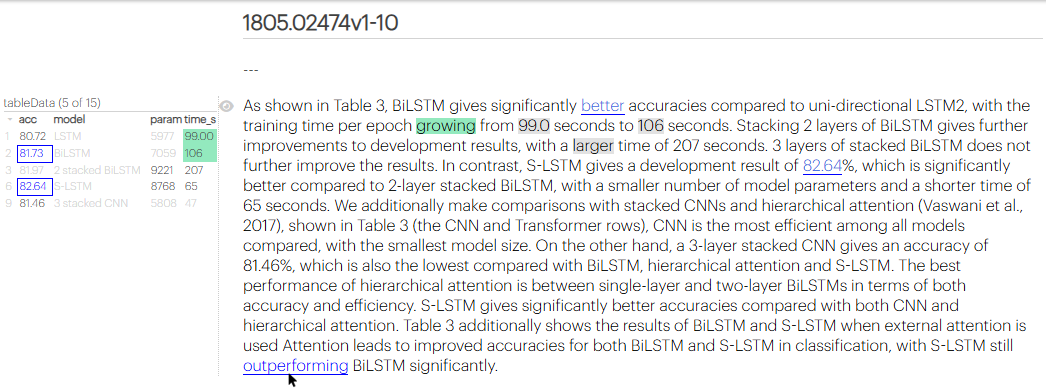 1805.02474v1-10
---
tableData (5 of 15)
acc model param time_s
1 80.72 LSTM 5977 99.00
2 81.73 BiLSTM 7059 106
3 81.97 2 stacked BiLSTM 9221 207
6 82.64 S-LSTM 8768 65
9 81.46 3 stacked CNN 5808 47
As shown in Table 3, BiLSTM gives significantly better accuracies compared to uni-directional LSTM2, with the
training time per epoch growing from 99.0 seconds to 106 seconds. Stacking 2 layers of BiLSTM gives further
improvements to development results, with a larger time of 207 seconds. 3 layers of stacked BiLSTM does not
further improve the results. In contrast, S-LSTM gives a development result of 82.64%, which is significantly
better compared to 2-layer stacked BiLSTM, with a smaller number of model parameters and a shorter time of
65 seconds. We additionally make comparisons with stacked CNNs and hierarchical attention (Vaswani et al.,
2017), shown in Table 3 (the CNN and Transformer rows), CNN is the most efficient among all models
compared, with the smallest model size. On the other hand, a 3-layer stacked CNN gives an accuracy of
81.46%, which is also the lowest compared with BiLSTM, hierarchical attention and S-LSTM. The best
performance of hierarchical attention is between single-layer and two-layer BiLSTMs in terms of both
accuracy and efficiency. S-LSTM gives significantly better accuracies compared with both CNN and
hierarchical attention. Table 3 additionally shows the results of BiLSTM and S-LSTM when external attention is
used Attention leads to improved accuracies for both BiLSTM and S-LSTM in classification, with S-LSTM still
outperforming BiLSTM significantly.